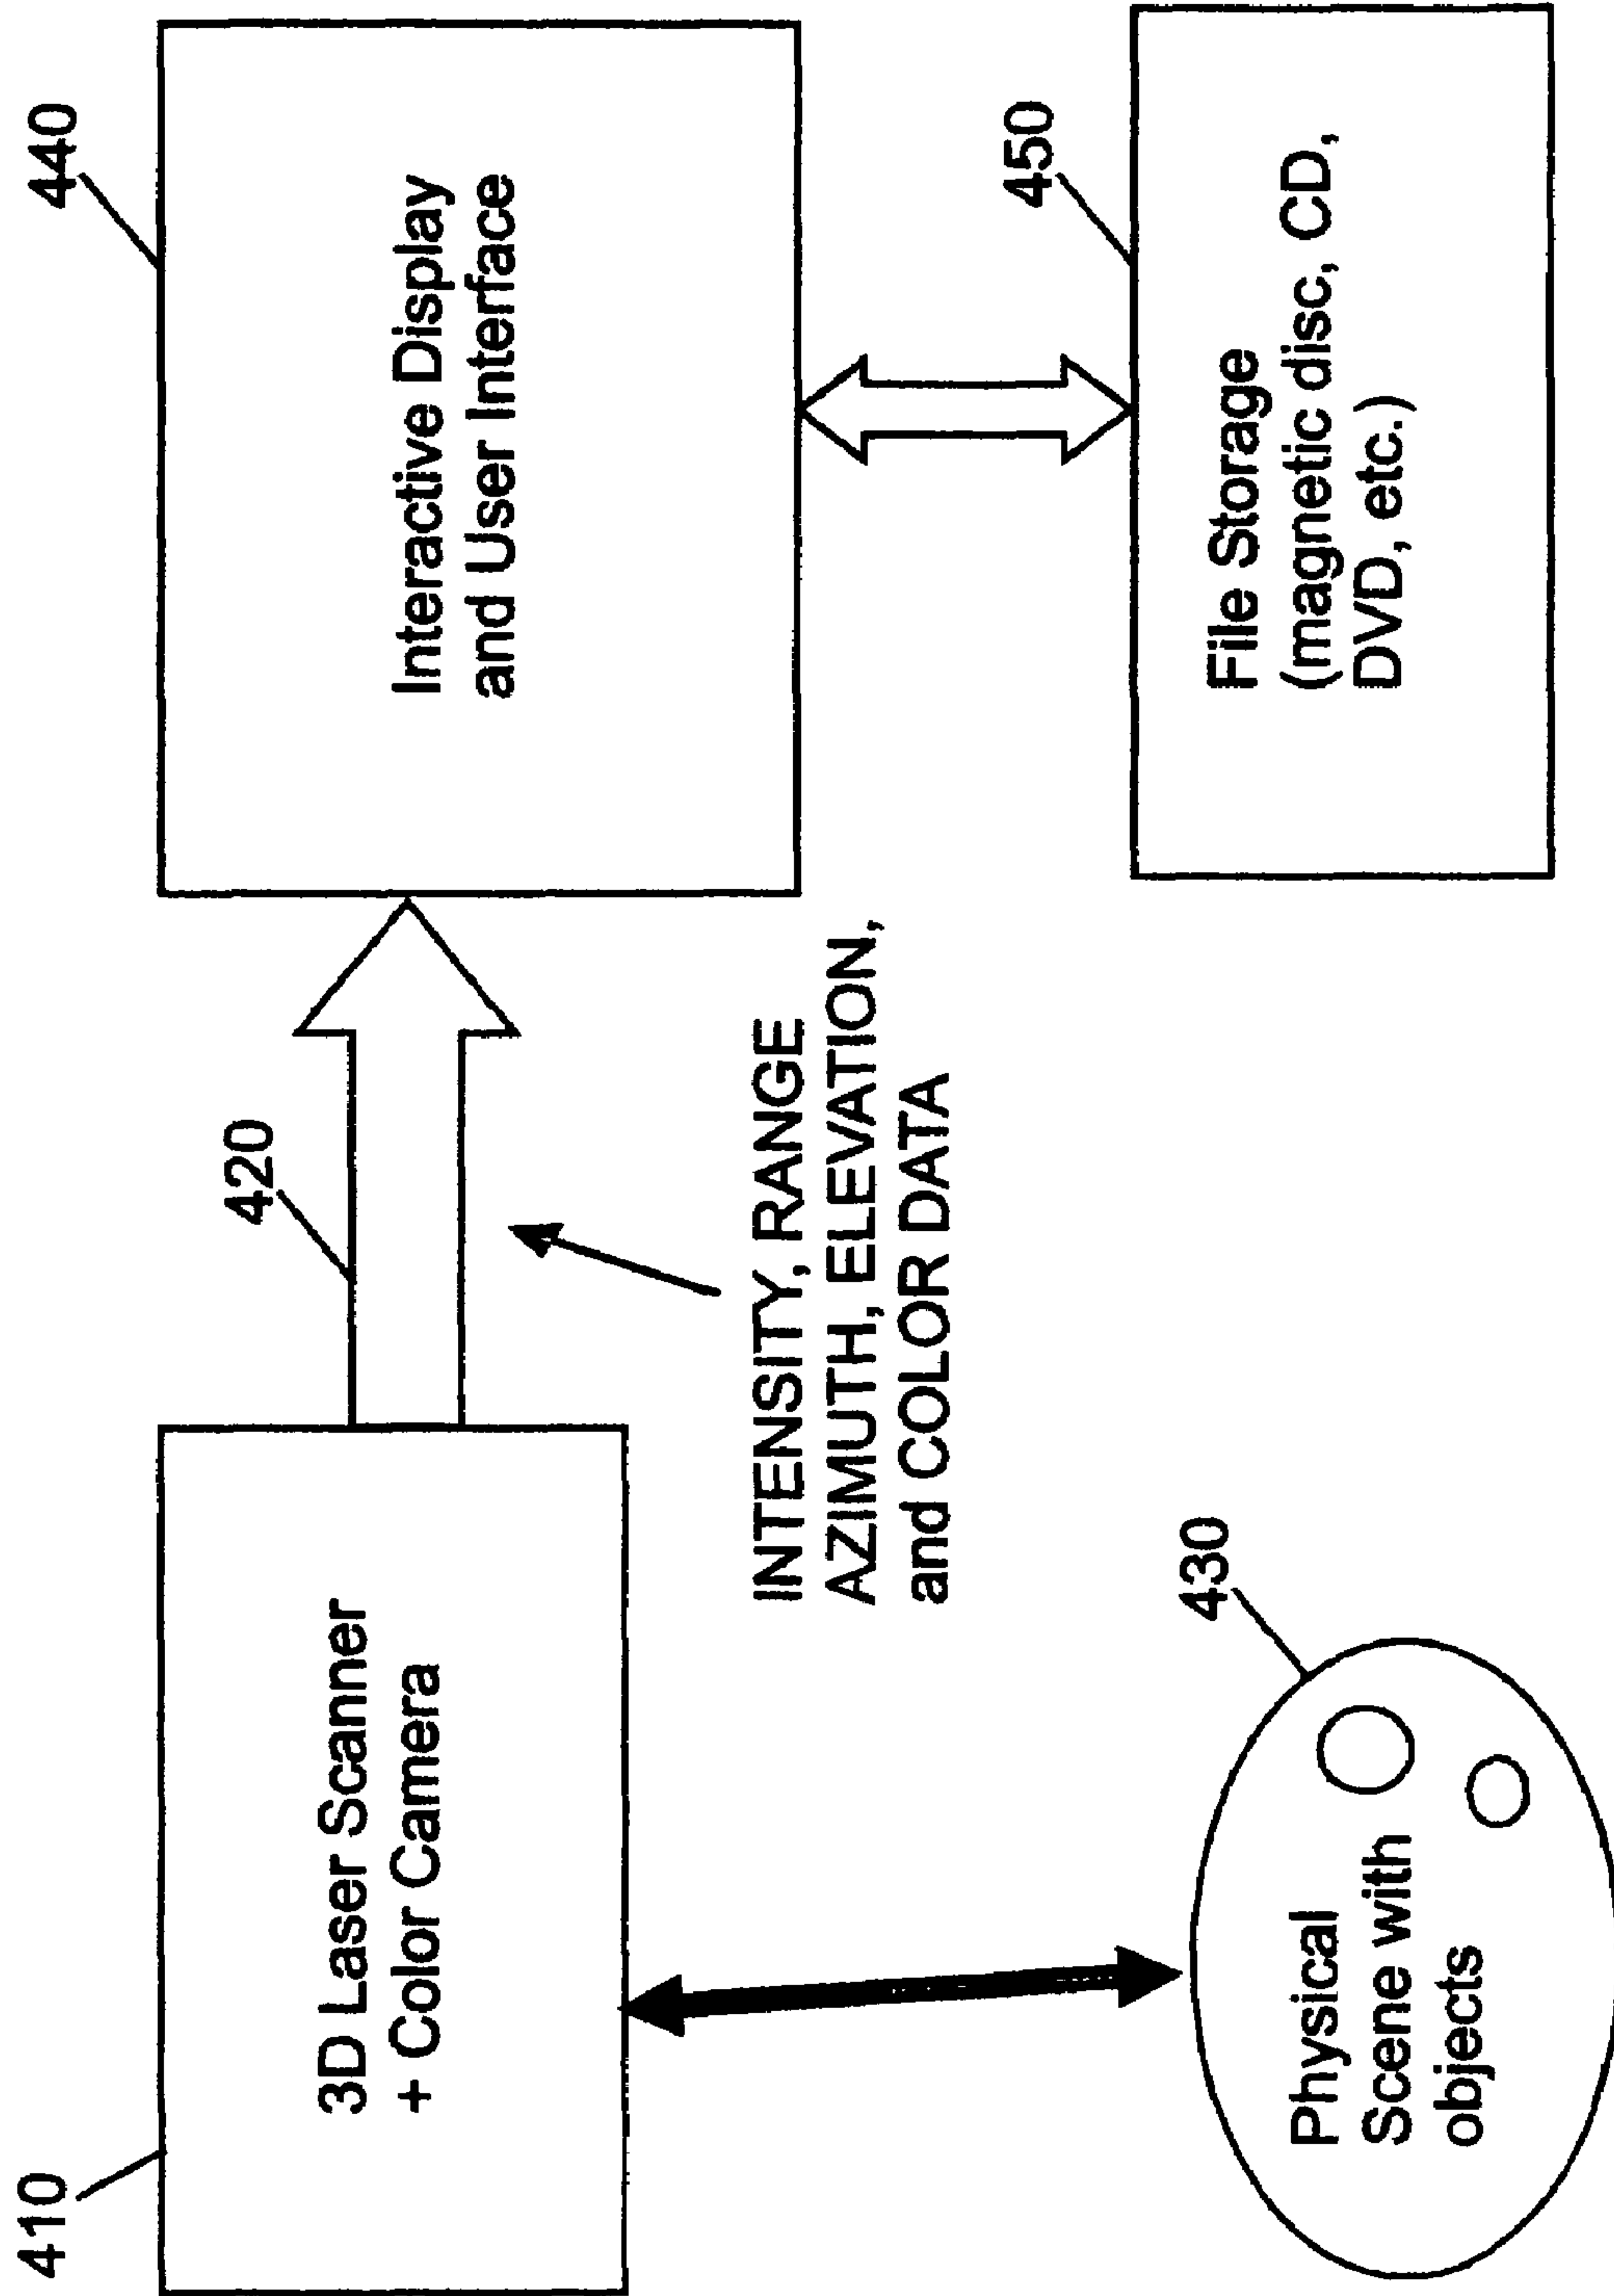 410
3D Laser Scanner
+ Color Camera
420
INTENSITY, RANGE
AZIMUTH, ELEVATION,
and COLOR DATA
440
Interactive Display
and User Interface
430
Physical
Scene with
objects
450
File Storage
(magnetic disc, CD,
DVD, etc.)